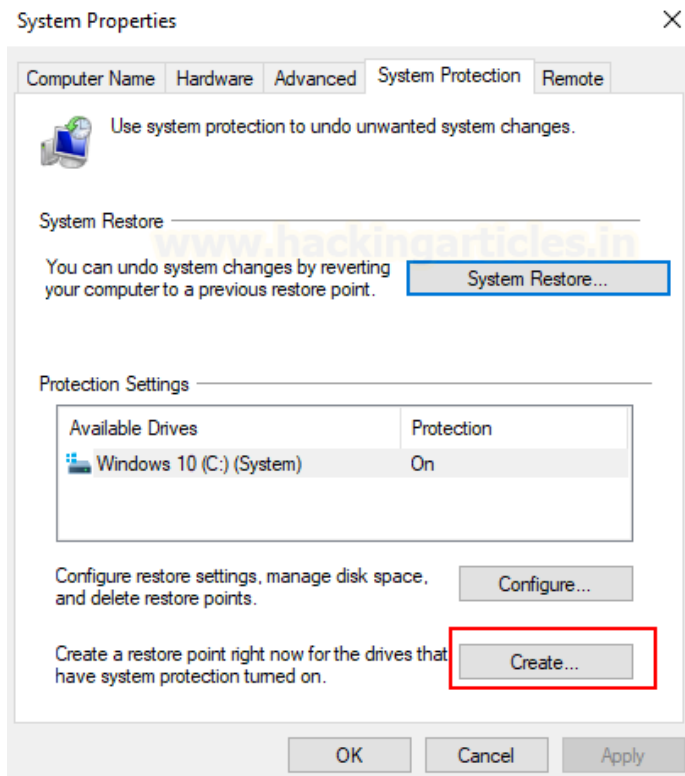 System Properties
Computer Name Hardware Advanced System Protection Remote
Use system protection to undo unwanted system changes.
System Restore
www.hackingarticles.in
You can undo system changes by reverting
your computer to a previous restore point.
System Restore...
Protection Settings
Available Drives Protection
Windows 10 (C:) (System) On
Configure restore settings, manage disk space,
and delete restore points.
Configure...
Create a restore point right now for the drives that
have system protection turned on.
Create...
OK Cancel Apply